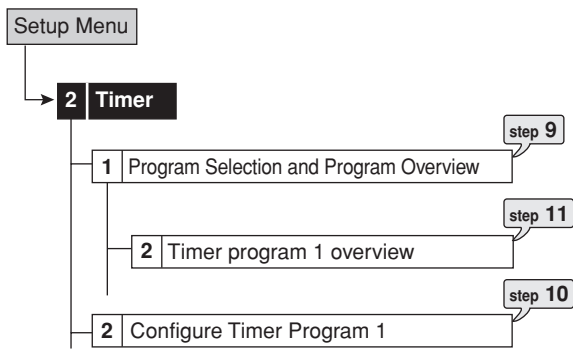 Setup Menu
2 Timer
step 9
1 Program Selection and Program Overview
step 11
2 Timer program 1 overview
step 10
2 Configure Timer Program 1